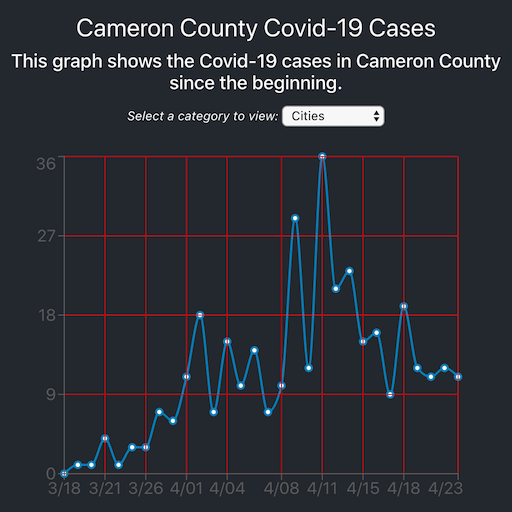 Cameron County Covid-19 Cases
This graph shows the Covid-19 cases in Cameron County
since the beginning.
Select a category to view: Cities
36
27
18
9
0
3/18 3/21 3/26 4/01 4/04 4/08 4/11 4/15 4/18 4/23